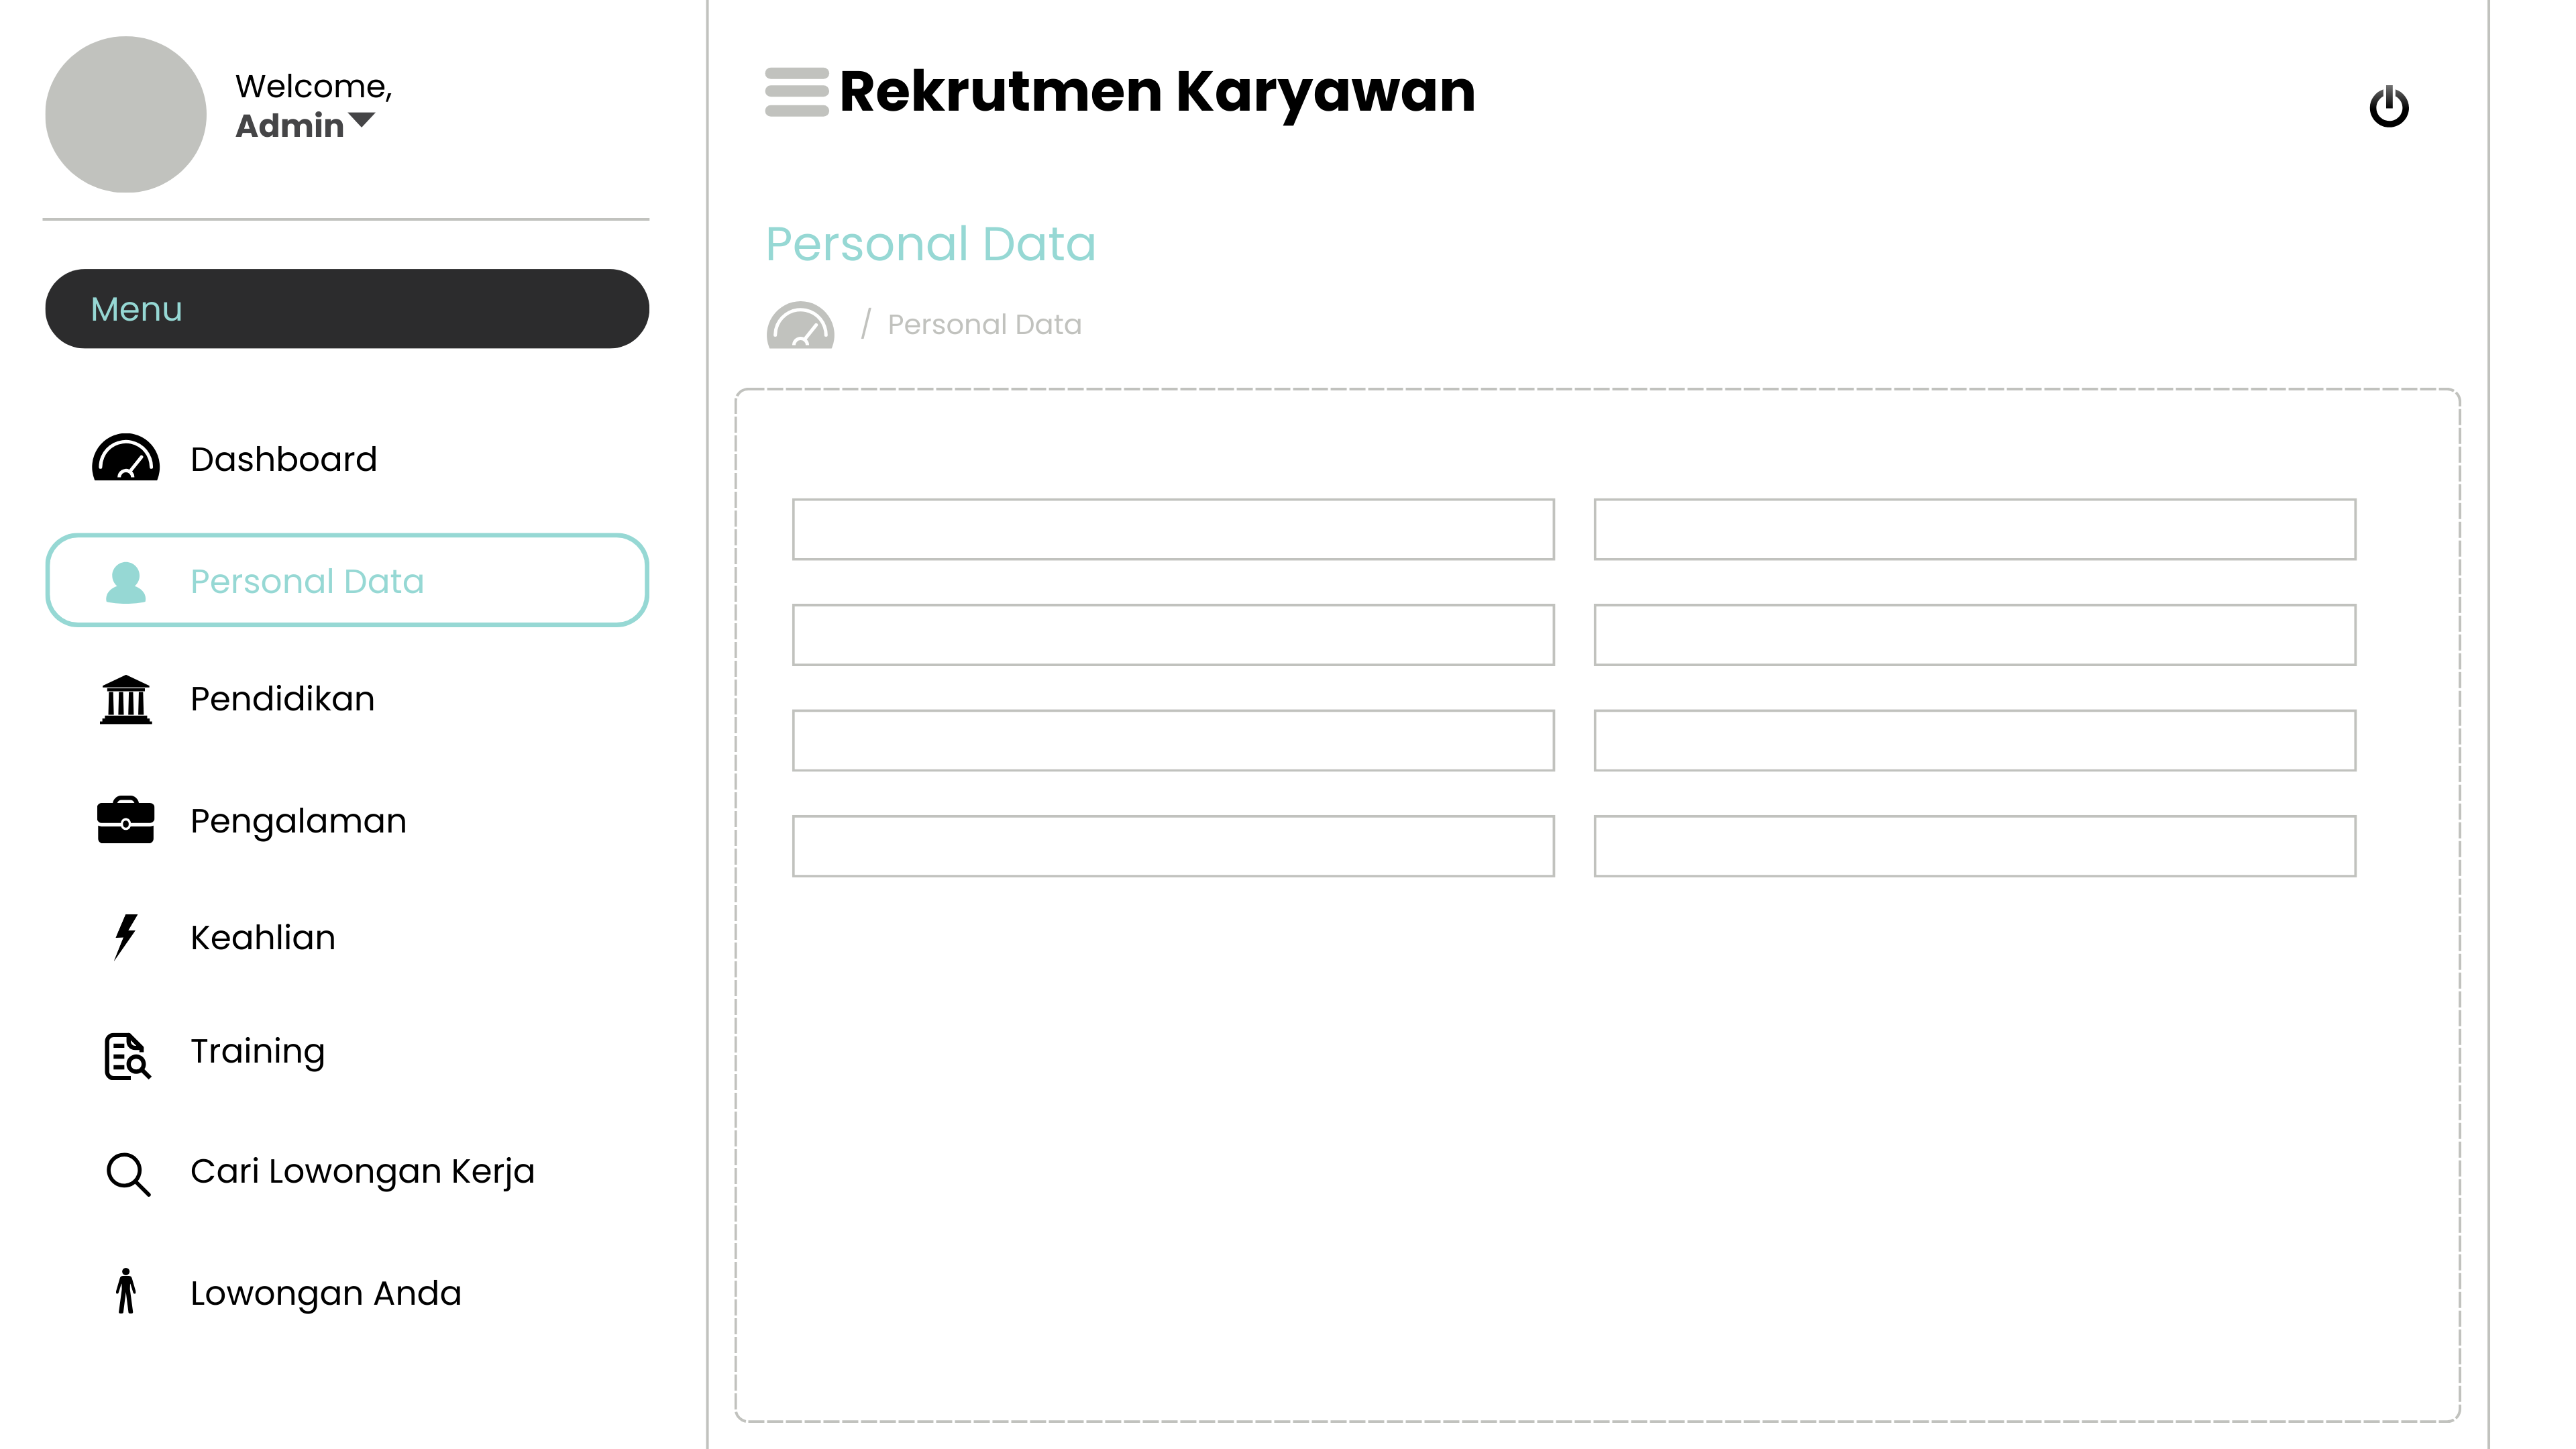 Welcome,
Admin
Menu
Dashboard
Personal Data
Pendidikan
Pengalaman
Keahlian
Training
Cari Lowongan Kerja
Lowongan Anda
Rekrutmen Karyawan
Personal Data
/ Personal Data